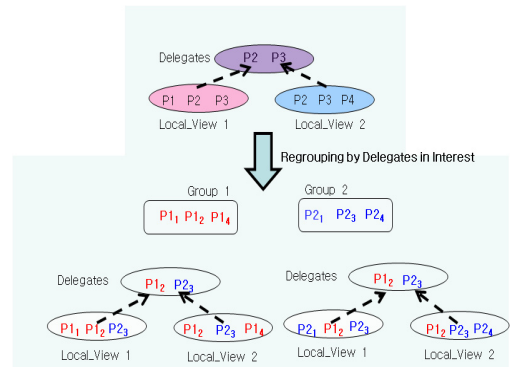 Delegates P2 P3
P1 P2 P3 P2 P3 P4
Local_View 1 Local_View 2
Regrouping by Delegates in Interest
Group 1 Group 2
P1₁ P1₂ P1₄ P2₁ P2₃ P2₄
Delegates P1₂ P2₃ Delegates P1₂ P2₃
P1₁ P1₂ P2₃ P1₂ P2₃ P1₄ P2₁ P1₂ P2₃ P1₂ P2₃ P2₄
Local_View 1 Local_View 2 Local_View 1 Local_View 2